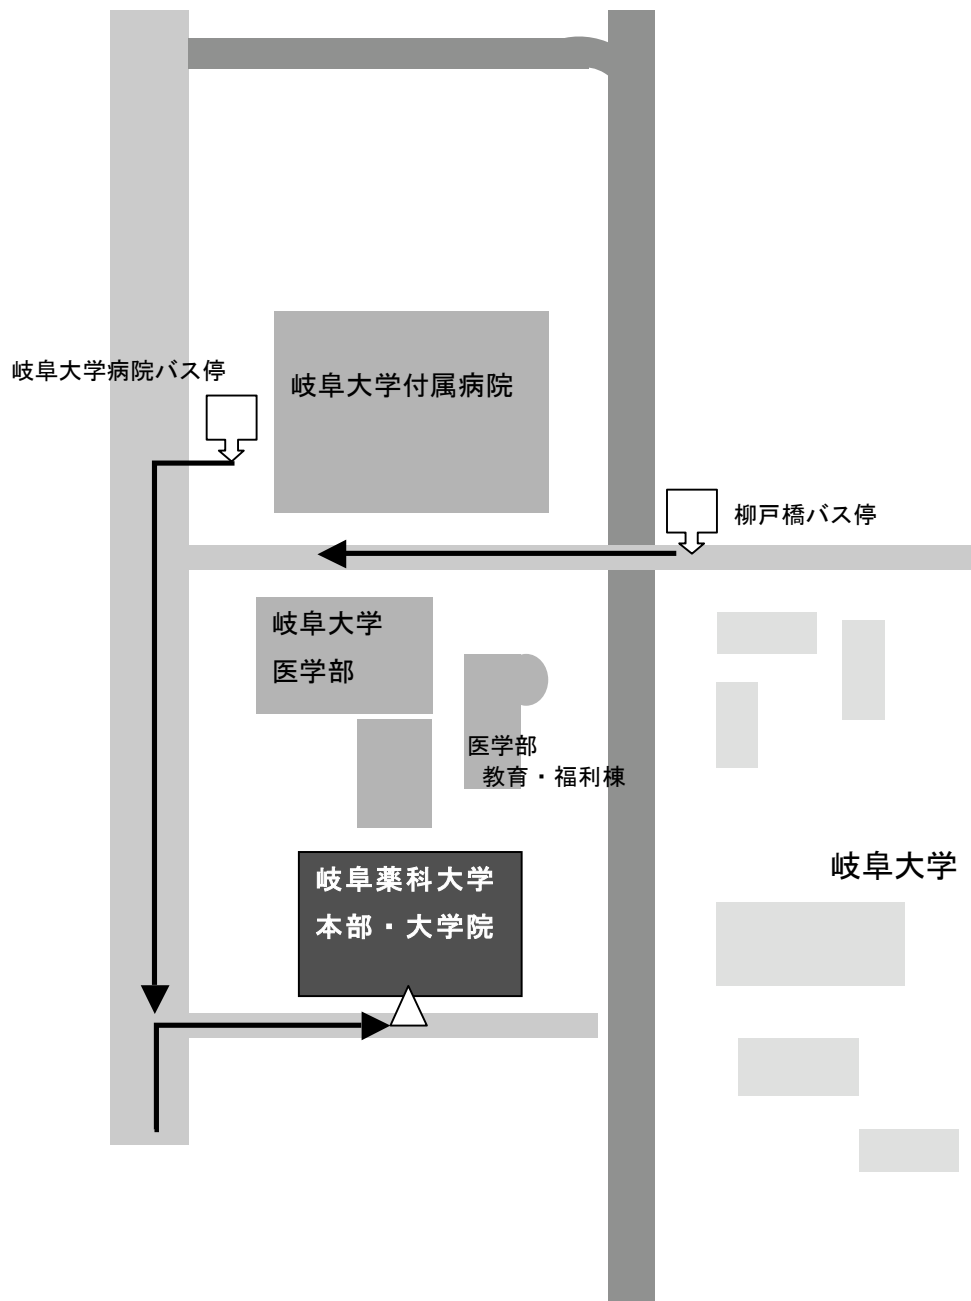 岐阜大学病院バス停
岐阜大学付属病院
柳戸橋バス停
岐阜大学
医学部
医学部
教育・福利棟
岐阜薬科大学
本部・大学院
岐阜大学